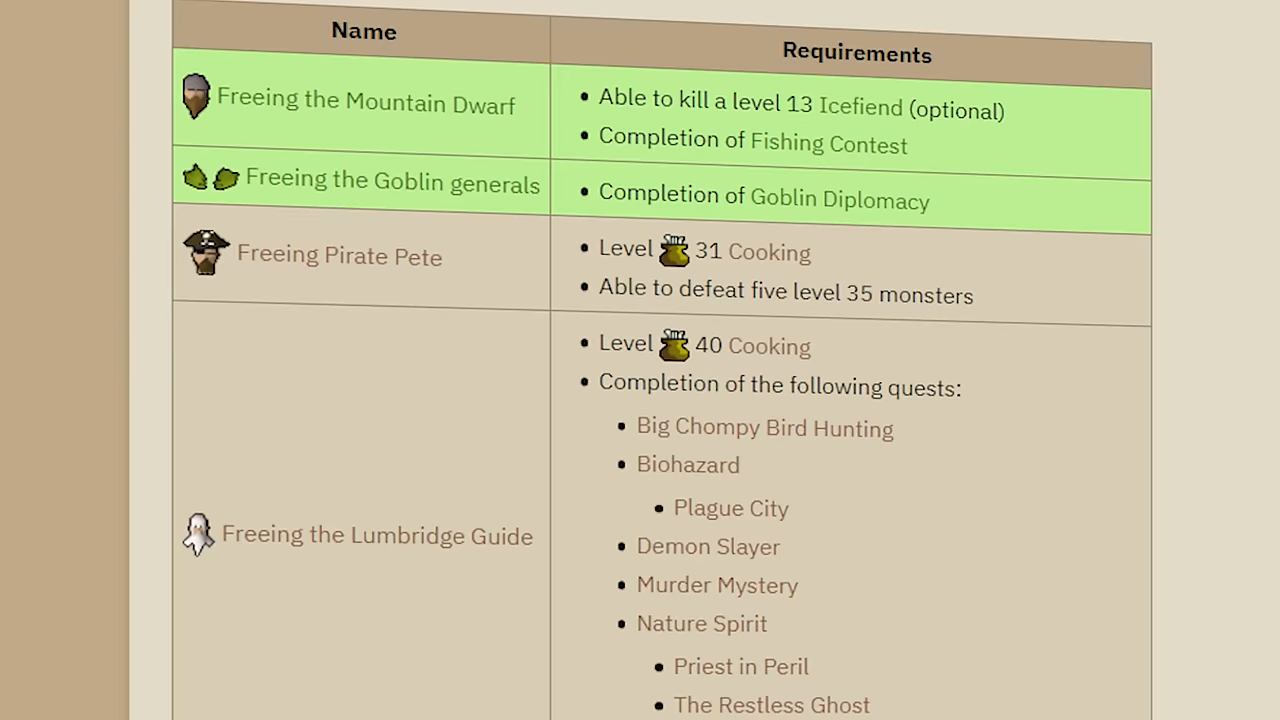 Name
Requirements
Freeing the Mountain Dwarf
• Able to kill a level 13 Icefiend (optional)
• Completion of Fishing Contest
Freeing the Goblin generals
• Completion of Goblin Diplomacy
Freeing Pirate Pete
• Level 31 Cooking
• Able to defeat five level 35 monsters
Freeing the Lumbridge Guide
• Level 40 Cooking
• Completion of the following quests:
• Big Chompy Bird Hunting
• Biohazard
• Plague City
• Demon Slayer
• Murder Mystery
• Nature Spirit
• Priest in Peril
• The Restless Ghost